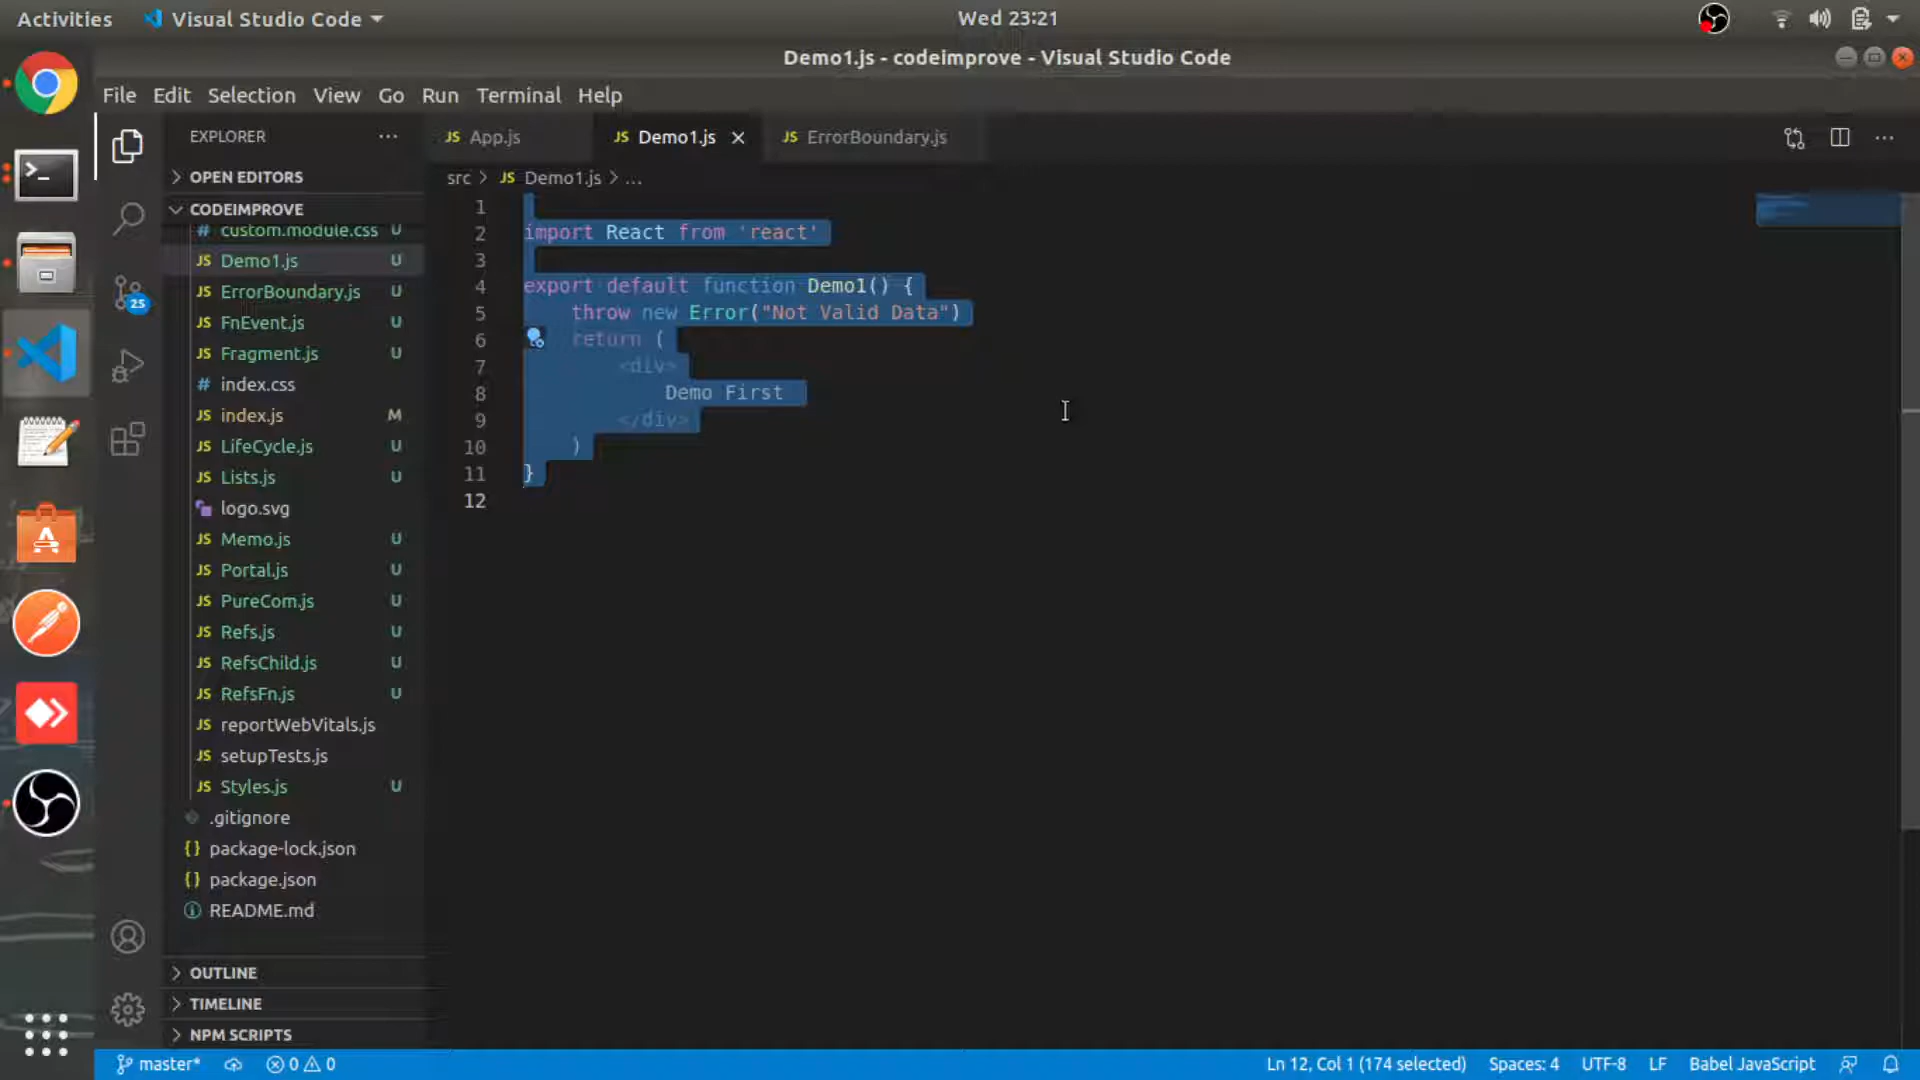 Activities
Visual Studio Code
Wed 23:21
Demo1.js - codeimprove - Visual Studio Code
File Edit Selection View Go Run Terminal Help
EXPLORER
JS App.js
JS Demo1.js
JS ErrorBoundary.js
OPEN EDITORS
CODEIMPROVE
# custom.module.css U
JS Demo1.js U
JS ErrorBoundary.js U
JS FnEvent.js U
JS Fragment.js U
# index.css
JS index.js M
JS LifeCycle.js U
JS Lists.js U
logo.svg
JS Memo.js U
JS Portal.js U
JS PureCom.js U
JS Refs.js U
JS RefsChild.js U
JS RefsFn.js U
JS reportWebVitals.js
JS setupTests.js
JS Styles.js U
.gitignore
{} package-lock.json
{} package.json
README.md
OUTLINE
TIMELINE
NPM SCRIPTS
25
src > JS Demo1.js > ...
1
2 import React from 'react'
3
4 export default function Demo1() {
5 throw new Error("Not Valid Data")
6 return (
7 <div>
8 Demo First
9 </div>
10 )
11 }
12
master* 0 0
Ln 12, Col 1 (174 selected) Spaces: 4 UTF-8 LF Babel JavaScript